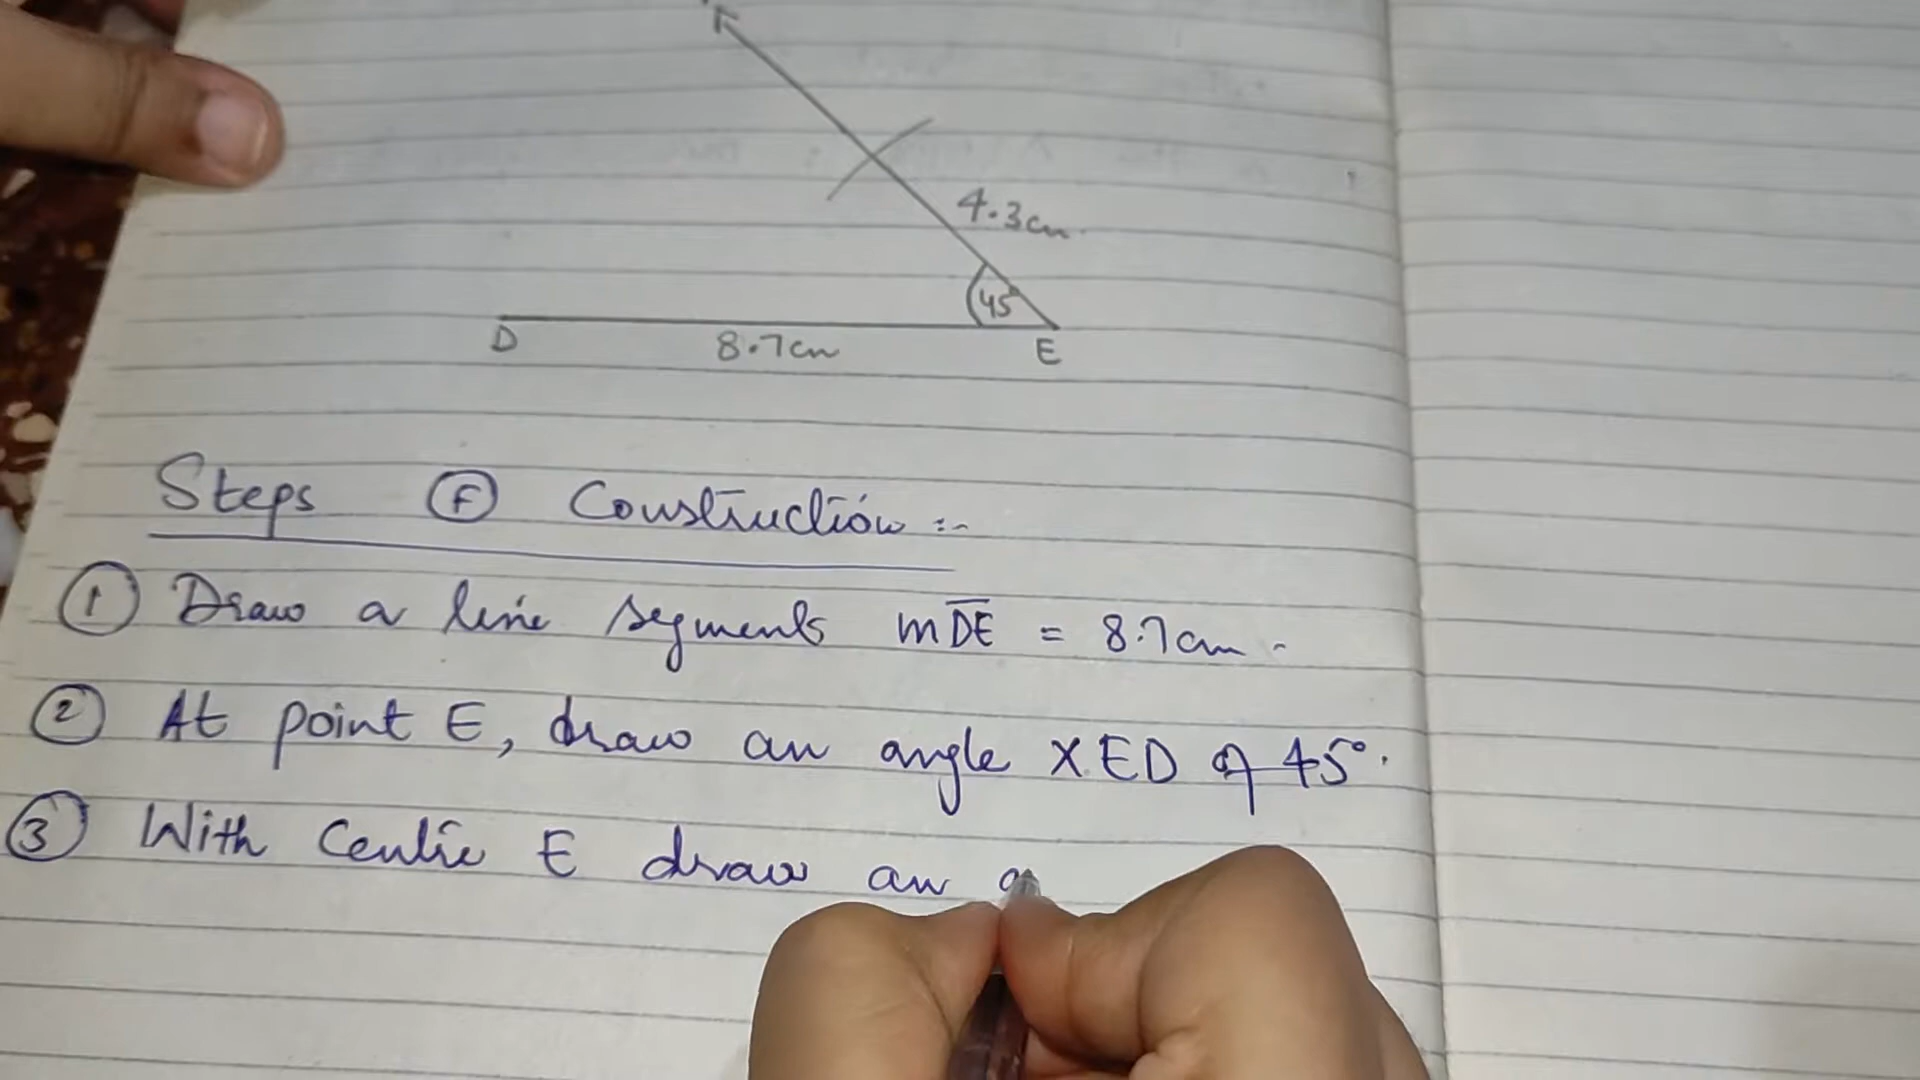 4.3cm
45°
D 8.7cm E
Steps OF Construction :-
① Draw a line segments mDE = 8.7cm.
② At point E, draw an angle XED of 45°.
③ With Centre E draw an